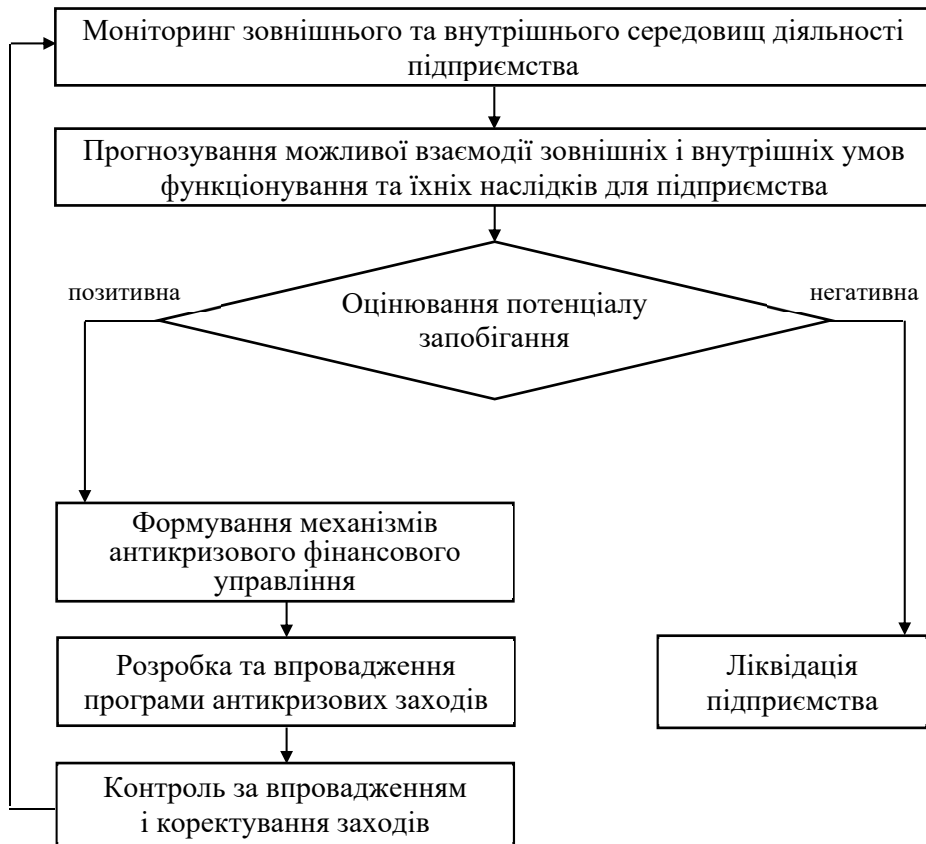 Моніторинг зовнішнього та внутрішнього середовищ діяльності
підприємства
Прогнозування можливої взаємодії зовнішніх і внутрішніх умов
функціонування та їхніх наслідків для підприємства
позитивна
Оцінювання потенціалу
запобігання
негативна
Формування механізмів
антикризового фінансового
управління
Розробка та впровадження
програми антикризових заходів
Ліквідація
підприємства
Контроль за впровадженням
і коректування заходів